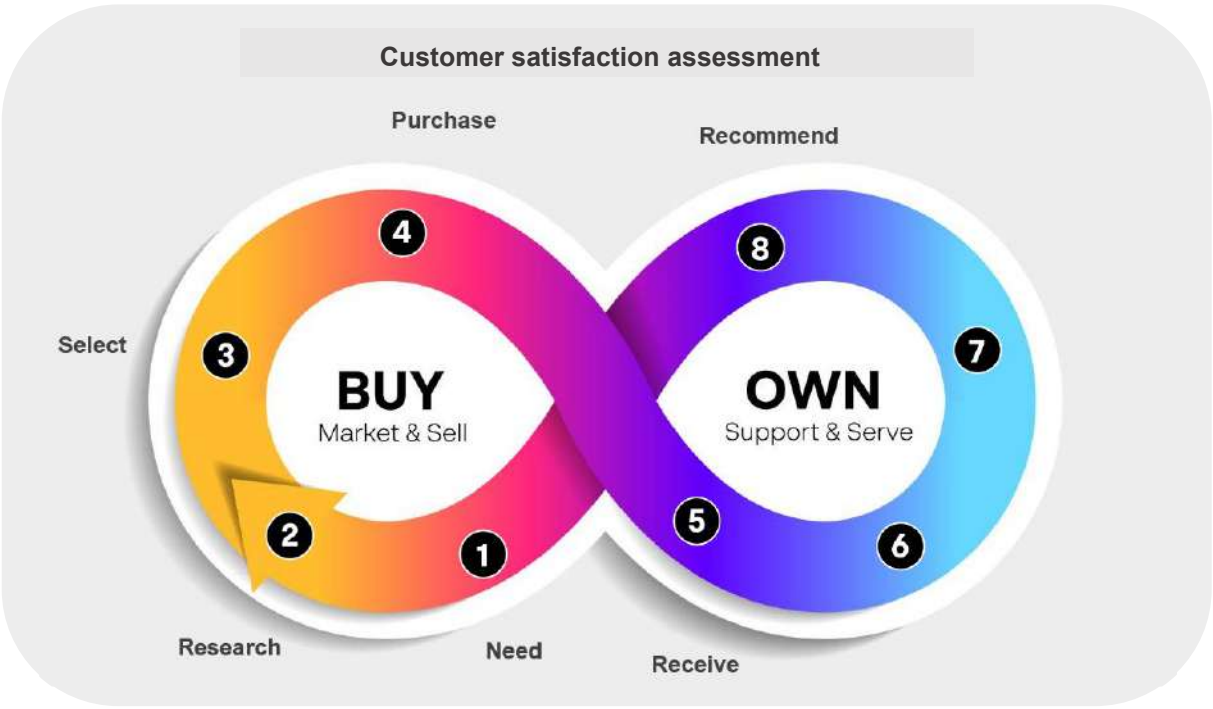 Customer satisfaction assessment
Purchase
Recommend
4
8
Select
3
7
BUY
Market & Sell
OWN
Support & Serve
2
1
5
6
Research
Need
Receive